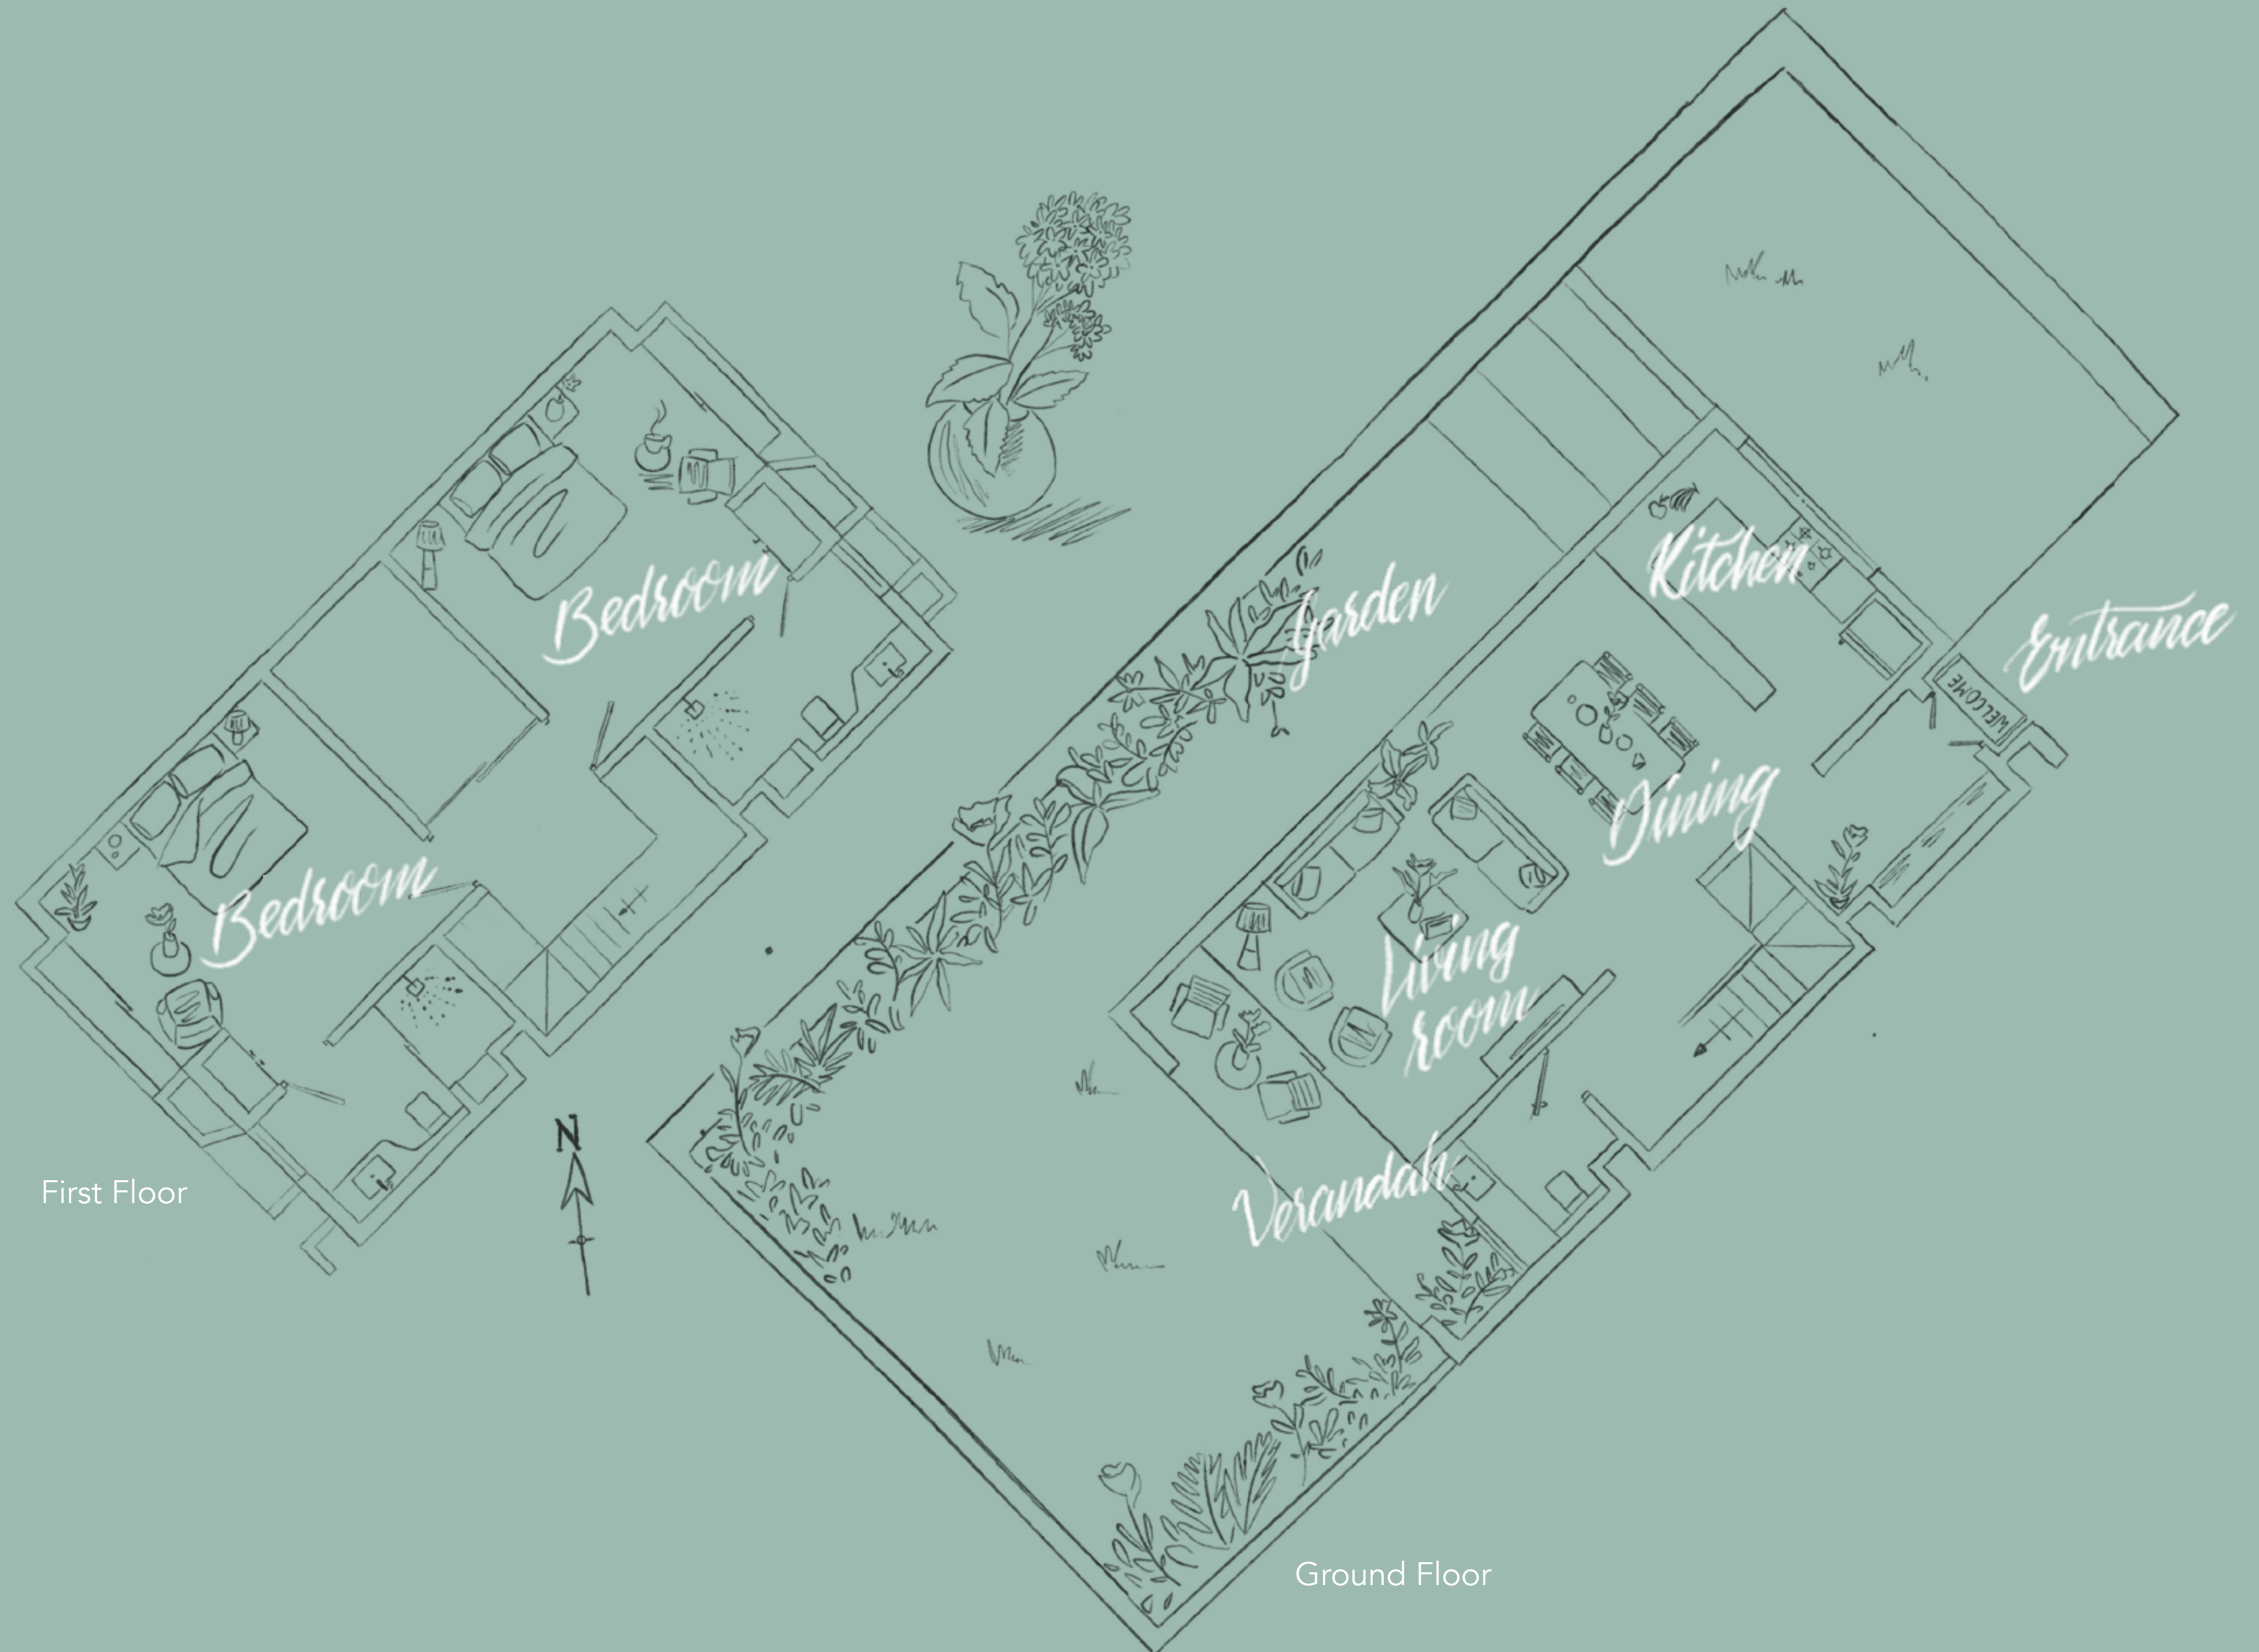 Bedroom
Bedroom
First Floor
N
Garden
Kitchen
Entrance
WELCOME
Dining
Living
room
Verandah
Ground Floor